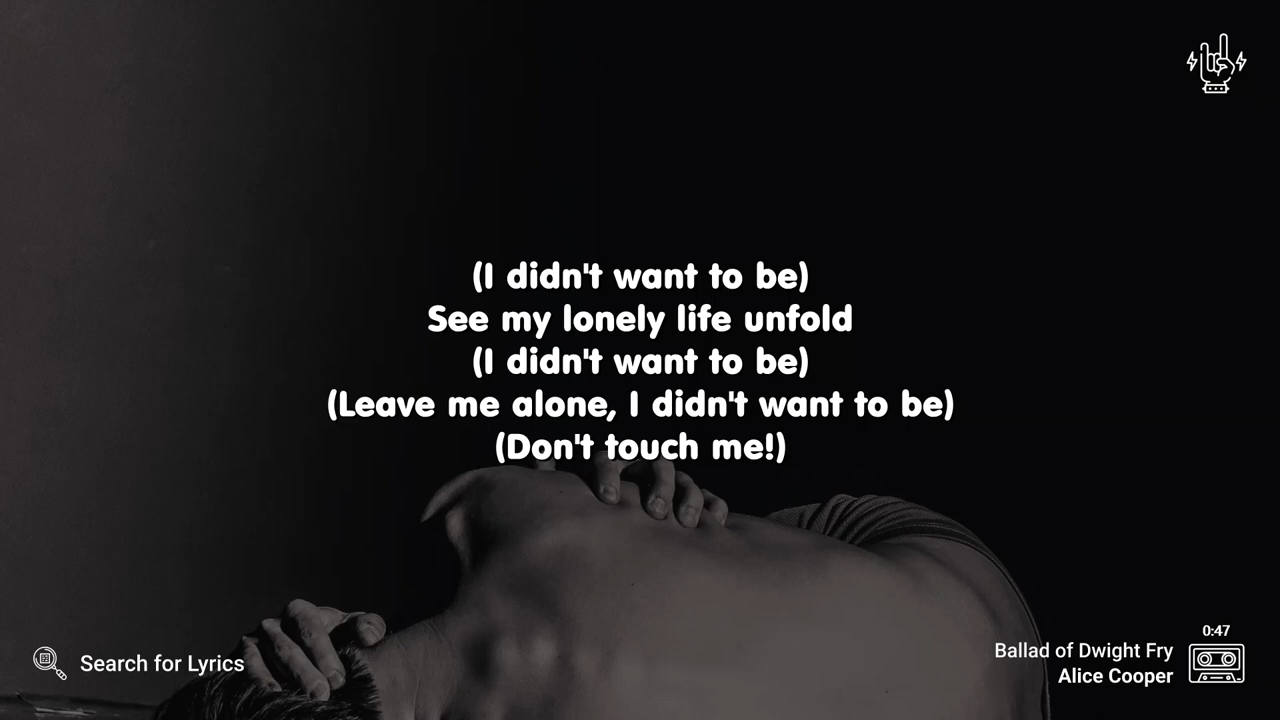 (I didn't want to be)
See my lonely life unfold
(I didn't want to be)
(Leave me alone, I didn't want to be)
(Don't touch me!)
Search for Lyrics
0:47
Ballad of Dwight Fry
Alice Cooper